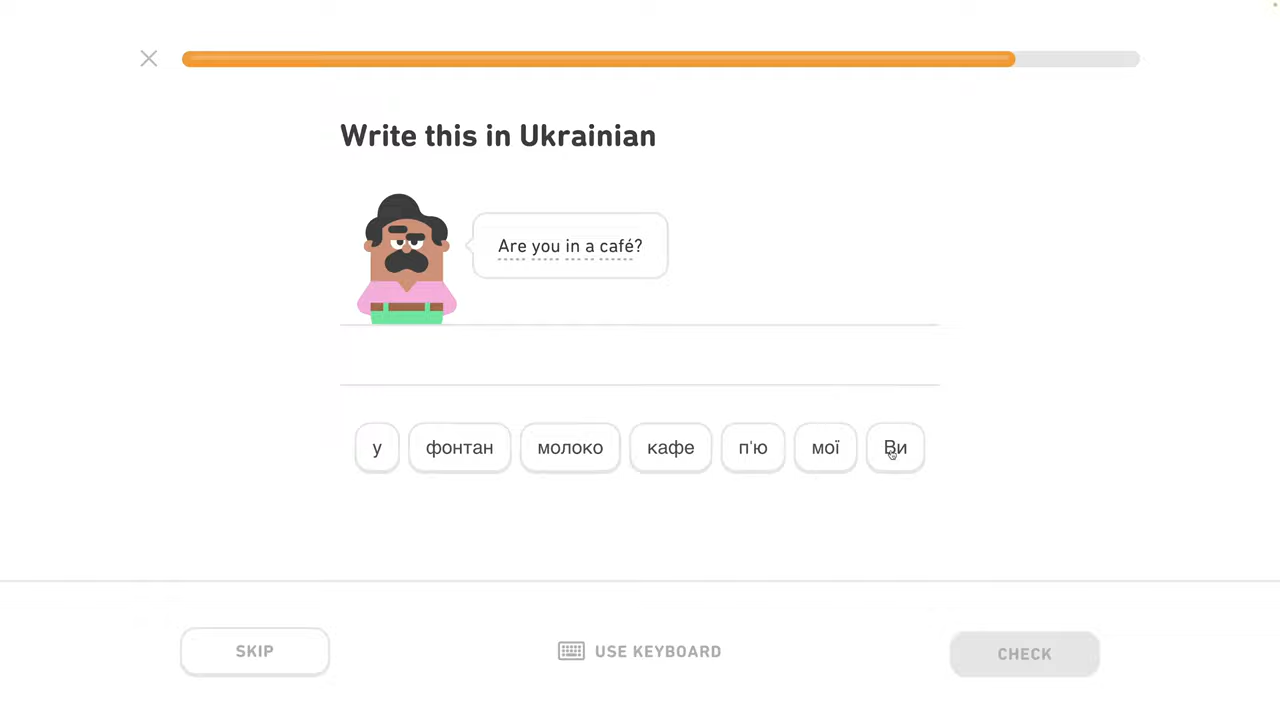 Write this in Ukrainian
Are you in a café?
у фонтан молоко кафе п'ю мої Ви
SKIP USE KEYBOARD CHECK